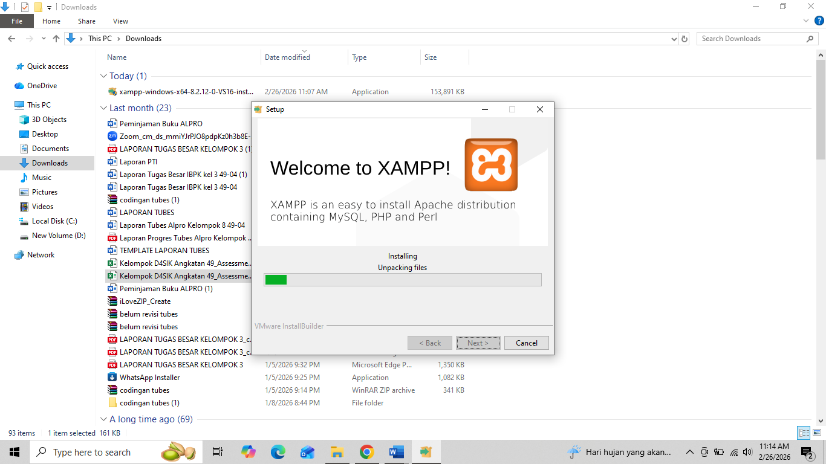 Downloads
File Home Share View
This PC Downloads
Search Downloads
Name Date modified Type Size
Quick access
OneDrive
This PC
3D Objects
Desktop
Documents
Downloads
Music
Pictures
Videos
Local Disk (C:)
New Volume (D:)
Network
Today (1)
xampp-windows-x64-8.2.12-0-VS16-inst... 2/26/2026 11:07 AM Application 153,891 KB
Last month (23)
Peminjaman Buku ALPRO
LAPORAN TUGAS BESAR KELOMPOK 3 (1
Laporan PTI
Laporan Tugas Besar IBPK kel 3 49-04 (1)
Laporan Tugas Besar IBPK kel 3 49-04
codingan tubes (1)
LAPORAN TUBES
Laporan Tubes Alpro Kelompok 8 49-04
Laporan Progres Tubes Alpro Kelompok ...
TEMPLATE LAPORAN TUBES
Kelompok D4SIK Angkatan 49_Assessme...
Kelompok D4SIK Angkatan 49_Assessme...
Peminjaman Buku ALPRO (1)
iLoveZIP_Create
belum revisi tubes
belum revisi tubes
LAPORAN TUGAS BESAR KELOMPOK 3_c...
LAPORAN TUGAS BESAR KELOMPOK 3_c...
LAPORAN TUGAS BESAR KELOMPOK 3 1/5/2026 9:32 PM Microsoft Edge P... 1,350 KB
WhatsApp Installer 1/5/2026 9:25 PM Application 1,082 KB
codingan tubes 1/5/2026 9:14 PM WinRAR ZIP archive 341 KB
codingan tubes (1) 1/8/2026 8:44 PM File folder
A long time ago (69)
Setup
Welcome to XAMPP!
XAMPP is an easy to install Apache distribution
containing MySQL, PHP and Perl
Installing
Unpacking files
VMware InstallBuilder
< Back Next > Cancel
93 items 1 item selected 161 KB
Type here to search
Hari hujan yang akan...
11:14 AM
2/26/2026
2